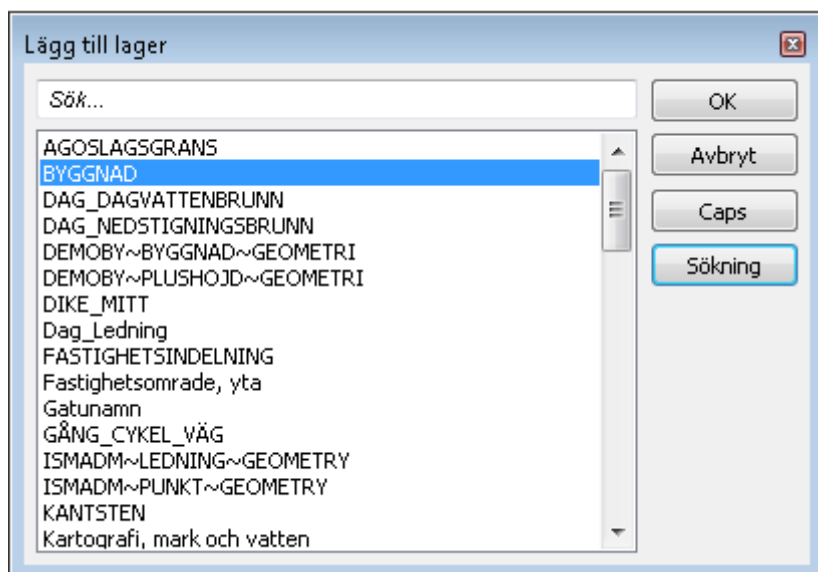 Lägg till lager
Sök...
OK
Avbryt
Caps
Sökning
AGOSLAGSGRANS
BYGGNAD
DAG_DAGVATTENBRUNN
DAG_NEDSTIGNINGSBRUNN
DEMOBY~BYGGNAD~GEOMETRI
DEMOBY~PLUSHOJD~GEOMETRI
DIKE_MITT
Dag_Ledning
FASTIGHETSINDELNING
Fastighetsomrade, yta
Gatunamn
GÅNG_CYKEL_VÄG
ISMADM~LEDNING~GEOMETRY
ISMADM~PUNKT~GEOMETRY
KANTSTEN
Kartografi, mark och vatten